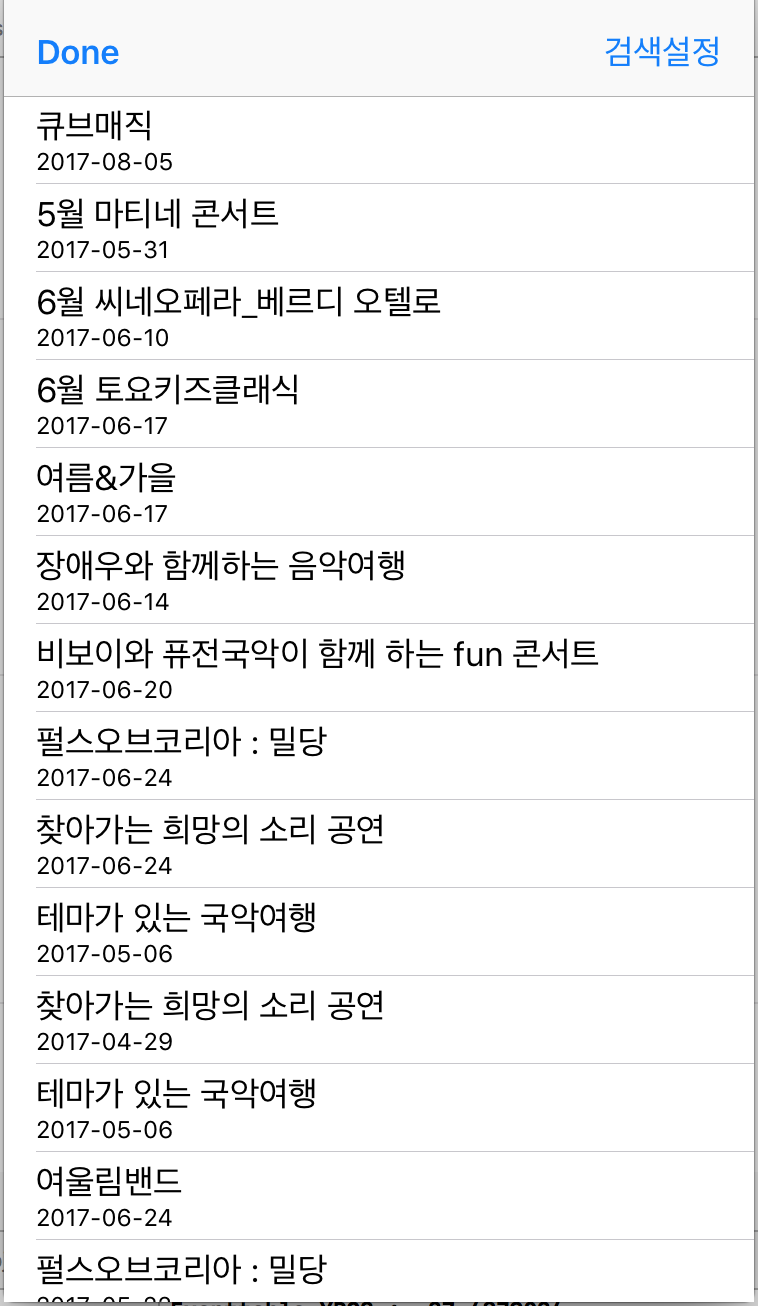 Done
검색설정
큐브매직
2017-08-05
5월 마티네 콘서트
2017-05-31
6월 씨네오페라_베르디 오텔로
2017-06-10
6월 토요키즈클래식
2017-06-17
여름&가을
2017-06-17
장애우와 함께하는 음악여행
2017-06-14
비보이와 퓨전국악이 함께 하는 fun 콘서트
2017-06-20
펄스오브코리아 : 밀당
2017-06-24
찾아가는 희망의 소리 공연
2017-06-24
테마가 있는 국악여행
2017-05-06
찾아가는 희망의 소리 공연
2017-04-29
테마가 있는 국악여행
2017-05-06
여울림밴드
2017-06-24
펄스오브코리아 : 밀당